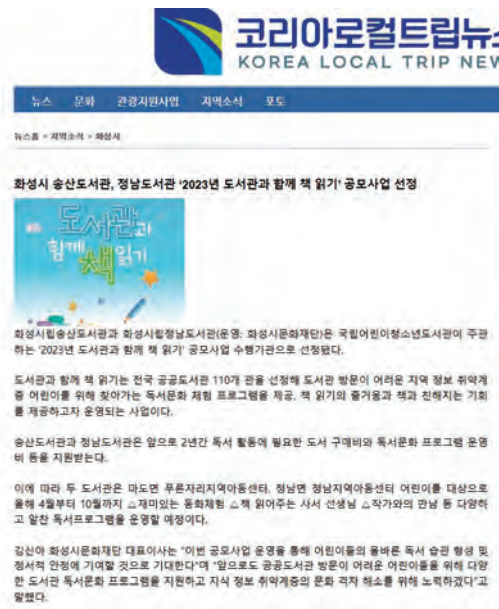 코리아로컬트립뉴스
KOREA LOCAL TRIP NEW
뉴스 문화 관광지원사업 지역소식 포토
뉴스홈 > 지역소식 > 화성시
화성시 송산도서관, 정남도서관 '2023년 도서관과 함께 책 읽기' 공모사업 선정
도서관과
함께 책 읽기
화성시립송산도서관과 화성시립정남도서관(운영: 화성시문화재단)은 국립어린이청소년도서관이 주관
하는 '2023년 도서관과 함께 책 읽기' 공모사업 수행기관으로 선정됐다.
도서관과 함께 책 읽기는 전국 공공도서관 110개 관을 선정해 도서관 방문이 어려운 지역 정보 취약계
층 어린이를 위해 찾아가는 독서문화 체험 프로그램을 제공, 책 읽기의 즐거움과 책과 친해지는 기회
를 제공하고자 운영되는 사업이다.
송산도서관과 정남도서관은 앞으로 2년간 독서 활동에 필요한 도서 구매비와 독서문화 프로그램 운영
비 등을 지원받는다.
이에 따라 두 도서관은 마도면 푸른자리지역아동센터, 정남면 정남지역아동센터 어린이를 대상으로
올해 4월부터 10월까지 △재미있는 동화체험 △책 읽어주는 사서 선생님 △작가와의 만남 등 다양하
고 알찬 독서프로그램을 운영할 예정이다.
김신아 화성시문화재단 대표이사는 "이번 공모사업 운영을 통해 어린이들의 올바른 독서 습관 형성 및
정서적 안정에 기여할 것으로 기대한다"며 "앞으로도 공공도서관 방문이 어려운 어린이들을 위해 다양
한 도서관 독서문화 프로그램을 지원하고 지식 정보 취약계층의 문화 격차 해소를 위해 노력하겠다"고
말했다.